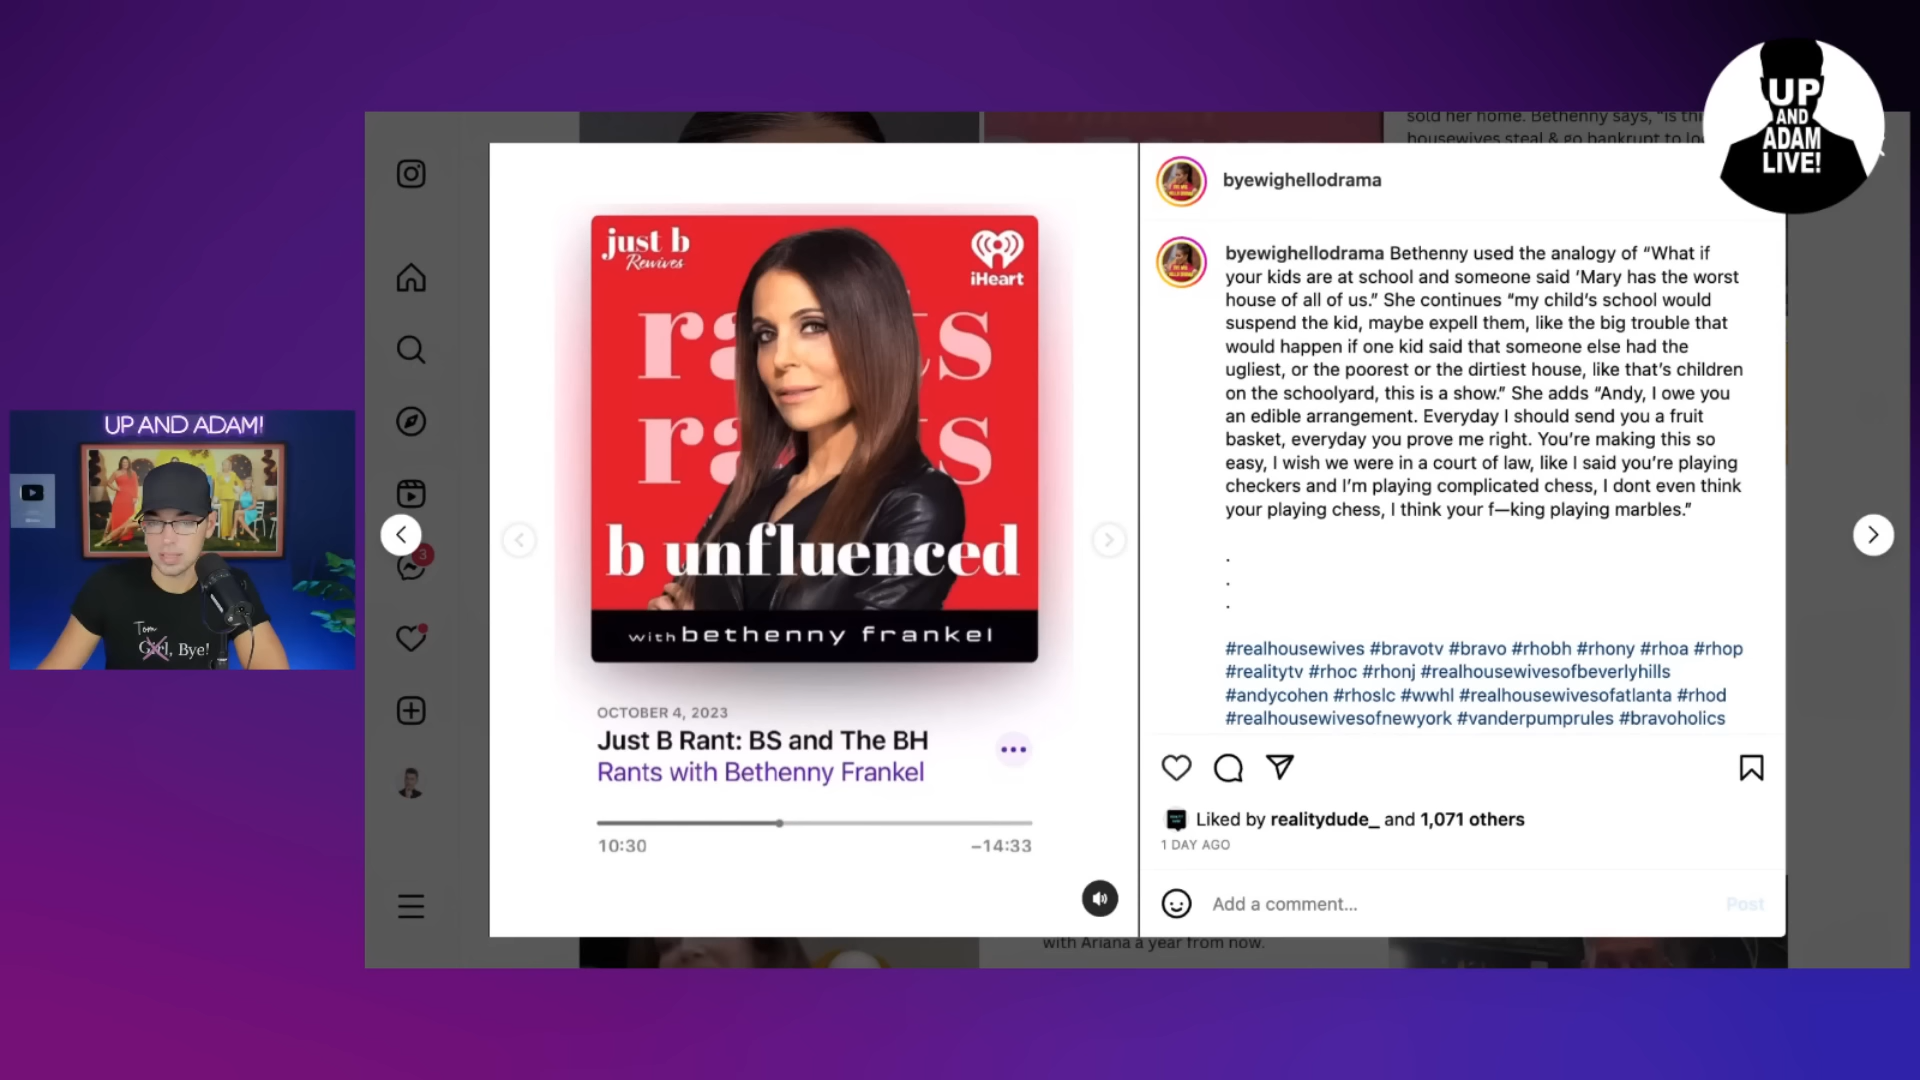 UP
AND
ADAM
LIVE!
sold her home. Bethenny says, "Is thi
housewives steal & go bankrupt to lo
UP AND ADAM!
Tom
Girl, Bye!
3
just b
Rewives
iHeart
rants
rants
b unfluenced
with bethenny frankel
OCTOBER 4, 2023
Just B Rant: BS and The BH
Rants with Bethenny Frankel
10:30
–14:33
byewighellodrama
byewighellodrama Bethenny used the analogy of “What if
your kids are at school and someone said ‘Mary has the worst
house of all of us.” She continues “my child’s school would
suspend the kid, maybe expell them, like the big trouble that
would happen if one kid said that someone else had the
ugliest, or the poorest or the dirtiest house, like that’s children
on the schoolyard, this is a show.” She adds “Andy, I owe you
an edible arrangement. Everyday I should send you a fruit
basket, everyday you prove me right. You’re making this so
easy, I wish we were in a court of law, like I said you’re playing
checkers and I’m playing complicated chess, I dont even think
your playing chess, I think your f—king playing marbles.”
.
.
.
#realhousewives #bravotv #bravo #rhobh #rhony #rhoa #rhop
#realitytv #rhoc #rhonj #realhousewivesofbeverlyhills
#andycohen #rhoslc #wwhl #realhousewivesofatlanta #rhod
#realhousewivesofnewyork #vanderpumprules #bravoholics
Liked by realitydude_ and 1,071 others
1 DAY AGO
Add a comment...
Post
with Ariana a year from now.